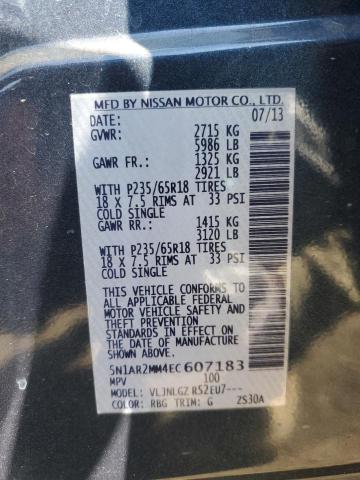 MFD BY NISSAN MOTOR CO., LTD.
DATE: 07/13
GVWR: 2715 KG
5986 LB
GAWR FR.: 1325 KG
2921 LB
WITH P235/65R18 TIRES
18 X 7.5 RIMS AT 33 PSI
COLD SINGLE
GAWR RR.: 1415 KG
3120 LB
WITH P235/65R18 TIRES
18 X 7.5 RIMS AT 33 PSI
COLD SINGLE
THIS VEHICLE CONFORMS TO
ALL APPLICABLE FEDERAL
MOTOR VEHICLE SAFETY AND
THEFT PROTECTION
STANDARDS IN EFFECT ON
THE DATE OF MANUFACTURE
SHOWN ABOVE.
5N1AR2MM4EC607183
MPV 100
MODEL: VLJNLGZ R52EU7---
COLOR: RBG TRIM: G ZS30A